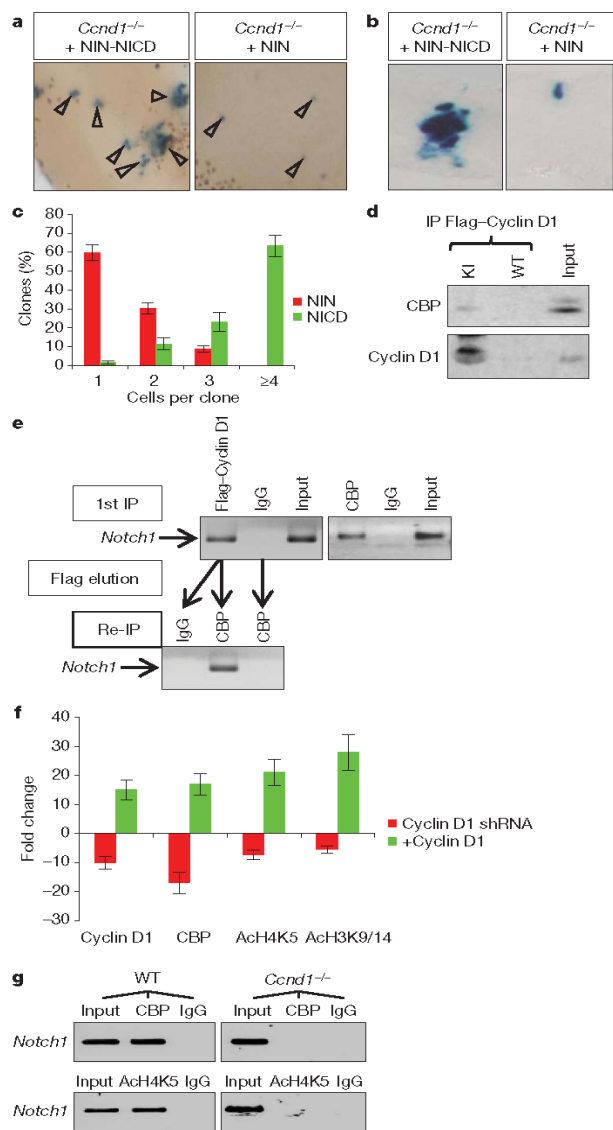 a
Ccnd1–/–
+ NIN-NICD
Ccnd1–/–
+ NIN
b
Ccnd1–/–
+ NIN-NICD
Ccnd1–/–
+ NIN
c
Clones (%)
80
70
60
50
40
30
20
10
0
1 2 3 ≥4
Cells per clone
NIN
NICD
d
IP Flag–Cyclin D1
KI WT Input
CBP
Cyclin D1
e
Flag–Cyclin D1 IgG Input CBP IgG Input
1st IP
Notch1
Flag elution
Re-IP
IgG CBP CBP
Notch1
f
Fold change
40
30
20
10
0
–10
–20
–30
Cyclin D1 CBP AcH4K5 AcH3K9/14
Cyclin D1 shRNA
+Cyclin D1
g
WT Ccnd1–/–
Input CBP IgG Input CBP IgG
Notch1
Input AcH4K5 IgG Input AcH4K5 IgG
Notch1